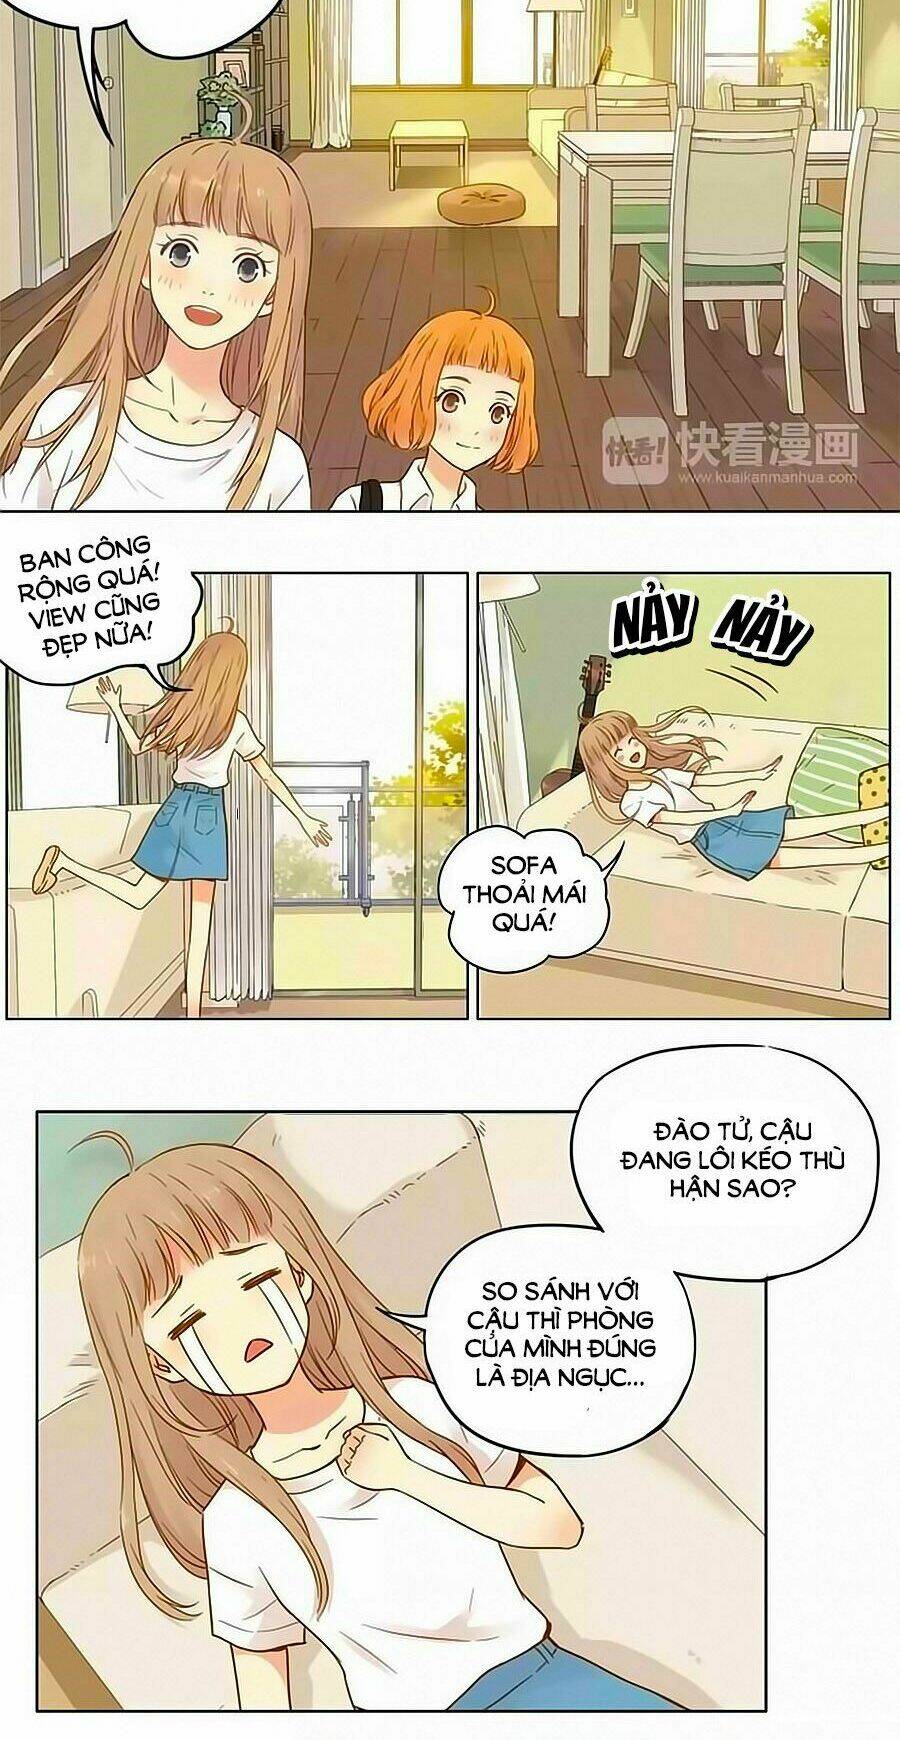 快看!
快看漫画
www.kuaikanmanhua.com
BAN CÔNG
RỘNG QUÁ!
VIEW CŨNG
ĐẸP NỮA!
NẢY NẢY
SOFA
THOẢI MÁI
QUÁ!
ĐÀO TỬ, CẬU
ĐANG LÔI KÉO THÙ
HẬN SAO?
SO SÁNH VỚI
CẬU THÌ PHÒNG
CỦA MÌNH ĐÚNG
LÀ ĐỊA NGỤC...